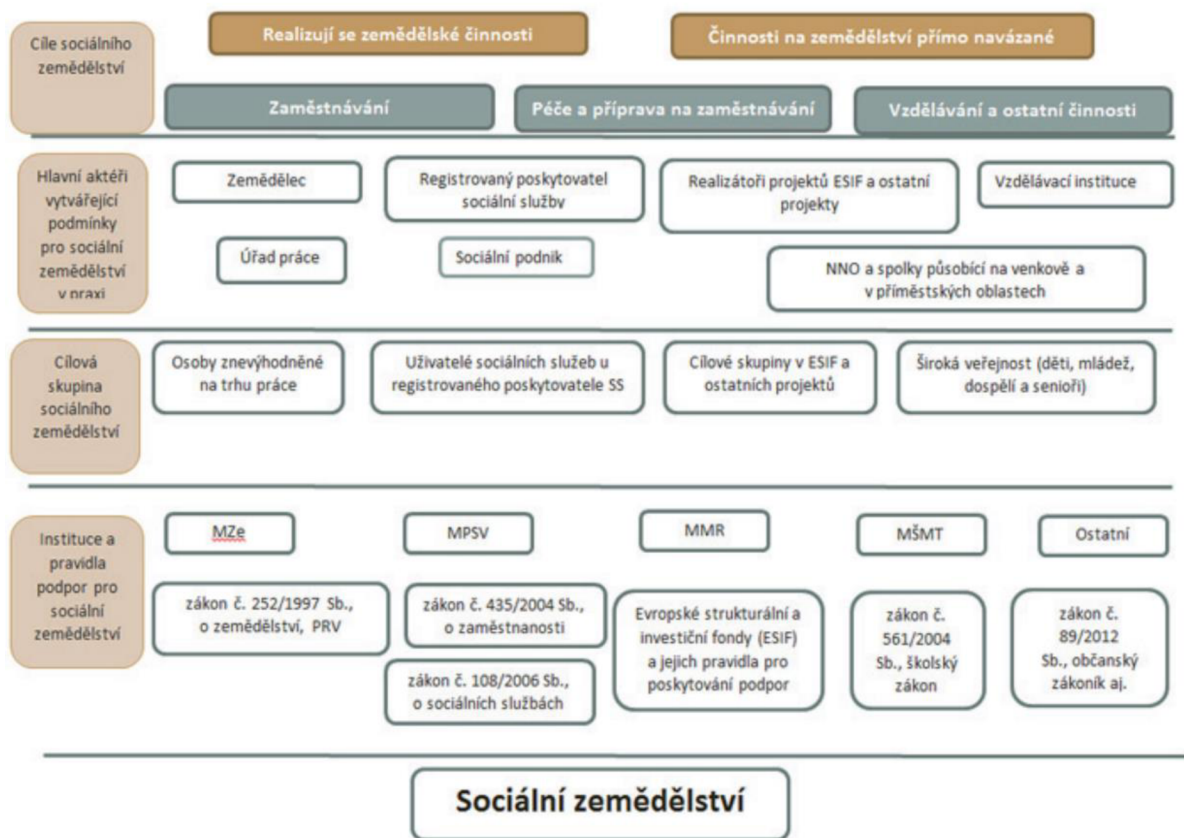 Cíle sociálního
zemědělství
Realizují se zemědělské činnosti
Činnosti na zemědělství přímo navázané
Zaměstnávání
Péče a příprava na zaměstnávání
Vzdělávání a ostatní činnosti
Hlavní aktéři
vytvářející
podmínky
pro sociální
zemědělství
v praxi
Zemědělec
Registrovaný poskytovatel
sociální služby
Realizátoři projektů ESIF a ostatní
projekty
Vzdělávací instituce
Úřad práce
Sociální podnik
NNO a spolky působící na venkově a
v příměstských oblastech
Cílová
skupina
sociálního
zemědělství
Osoby znevýhodněné
na trhu práce
Uživatelé sociálních služeb u
registrovaného poskytovatele SS
Cílové skupiny v ESIF a
ostatních projektů
Široká veřejnost (děti, mládež,
dospělí a senioři)
Instituce a
pravidla
podpor pro
sociální
zemědělství
MZe
MPSV
MMR
MŠMT
Ostatní
zákon č. 252/1997 Sb.,
o zemědělství, PRV
zákon č. 435/2004 Sb.,
o zaměstnanosti
zákon č. 108/2006 Sb.,
o sociálních službách
Evropské strukturální a
investiční fondy (ESIF)
a jejich pravidla pro
poskytování podpor
zákon č.
561/2004
Sb., školský
zákon
zákon č.
89/2012
Sb., občanský
zákoník aj.
Sociální zemědělství